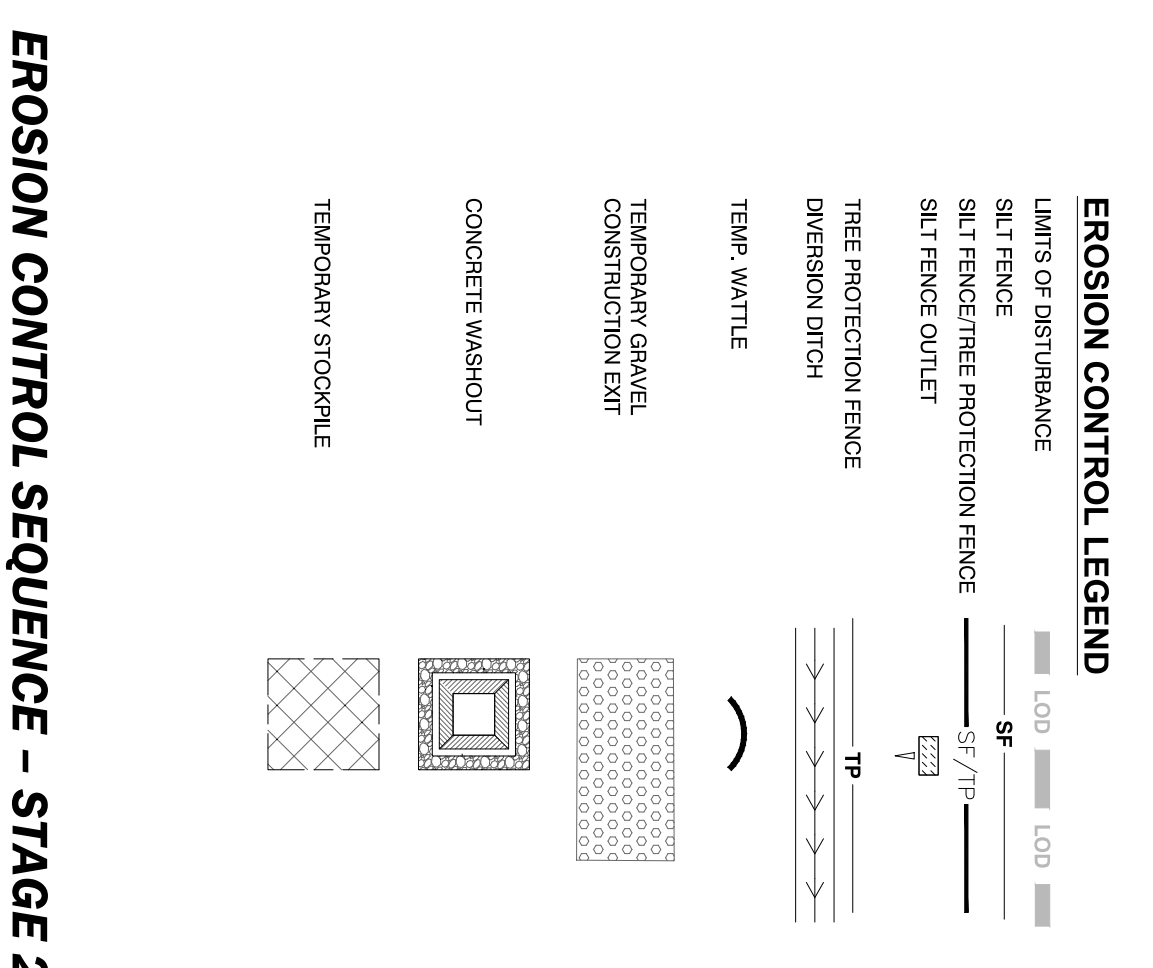 EROSION CONTROL LEGEND
LIMITS OF DISTURBANCE
LOD LOD
SILT FENCE
SF
SILT FENCE/TREE PROTECTION FENCE
SF/TP
SILT FENCE OUTLET
TREE PROTECTION FENCE
TP
DIVERSION DITCH
TEMP. WATTLE
TEMPORARY GRAVEL
CONSTRUCTION EXIT
CONCRETE WASHOUT
TEMPORARY STOCKPILE
EROSION CONTROL SEQUENCE – STAGE 2